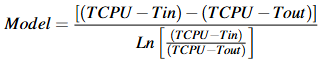 Model = [(TCPU − Tin) − (TCPU − Tout)] / Ln [(TCPU−Tin) / (TCPU−Tout)]